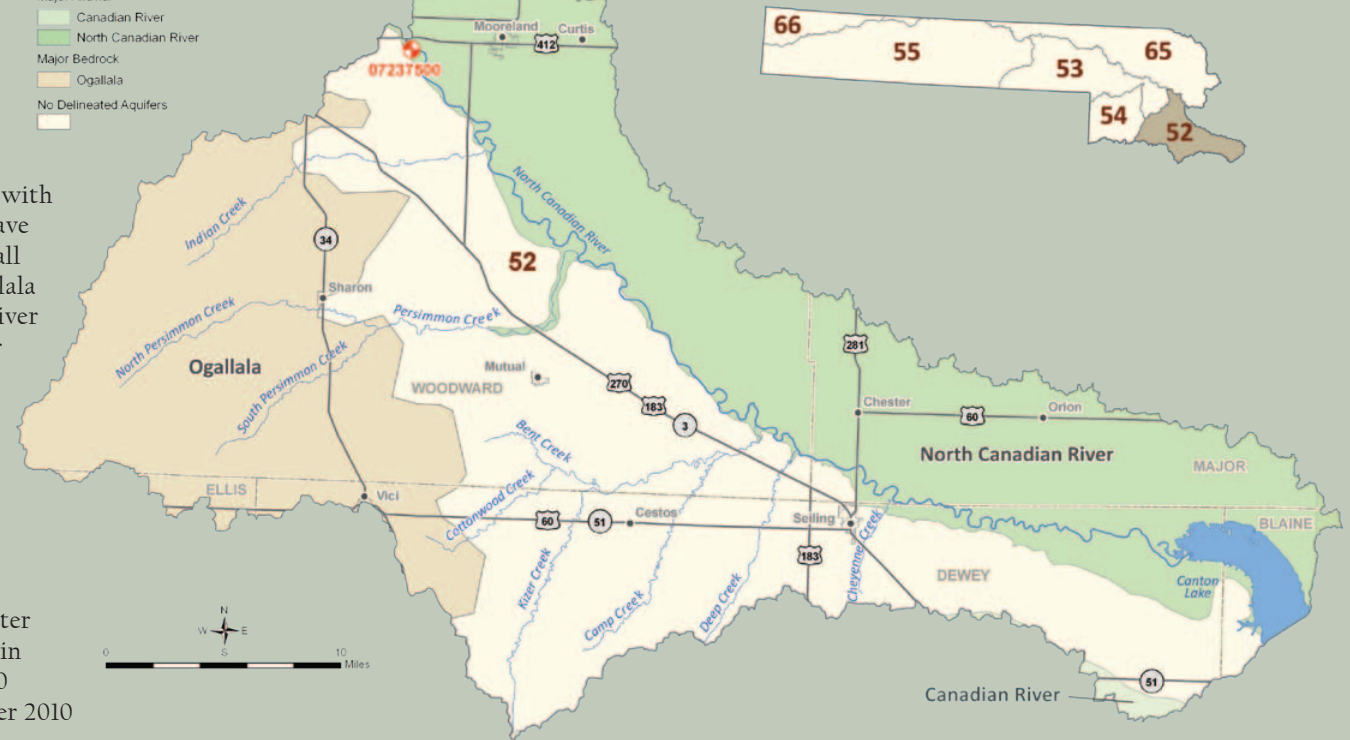 Canadian River
North Canadian River
Major Bedrock
Ogallala
No Delineated Aquifers
Mooreland
Curtis
412
07237500
66
55
53
65
54
52
with
all
iver
Indian Creek
North Canadian River
34
52
Sharon
North Persimmon Creek
Persimmon Creek
Ogallala
South Persimmon Creek
Mutual
WOODWARD
270
183
3
281
Chester
60
Orion
North Canadian River
MAJOR
Bent Creek
ELLIS
Vici
Cottonwood Creek
60
51
Cestos
Seiling
BLAINE
Kizer Creek
183
Cheyenne Creek
DEWEY
Canton
Lake
Camp Creek
Deep Creek
N
W
E
S
0
10
Miles
51
Canadian River
ter
in
0
er 2010